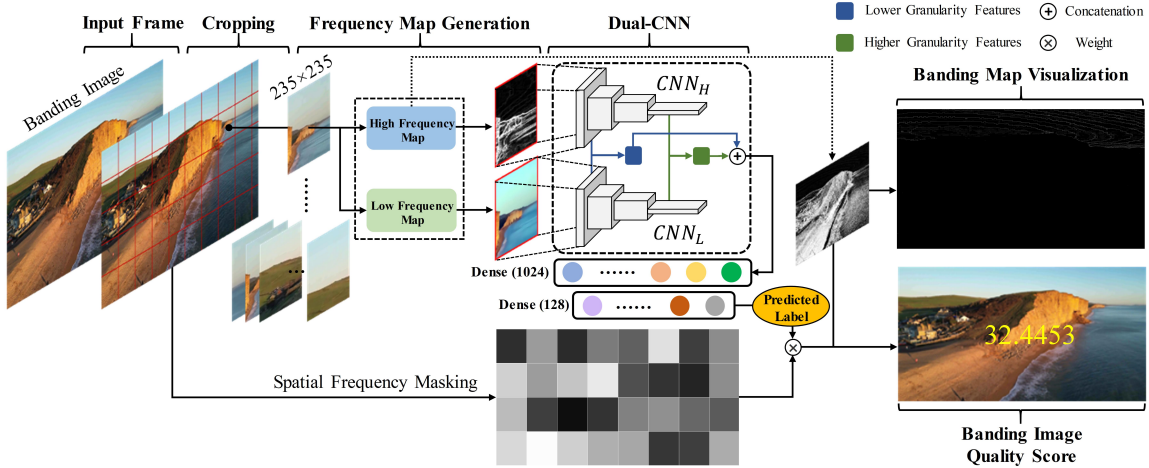 Input Frame
Cropping
Frequency Map Generation
Dual-CNN
Lower Granularity Features
Concatenation
Higher Granularity Features
Weight
Banding Image
235×235
High Frequency
Map
Low Frequency
Map
CNN_H
CNN_L
Banding Map Visualization
Dense (1024)
Dense (128)
Predicted
Label
Spatial Frequency Masking
32.4453
Banding Image
Quality Score